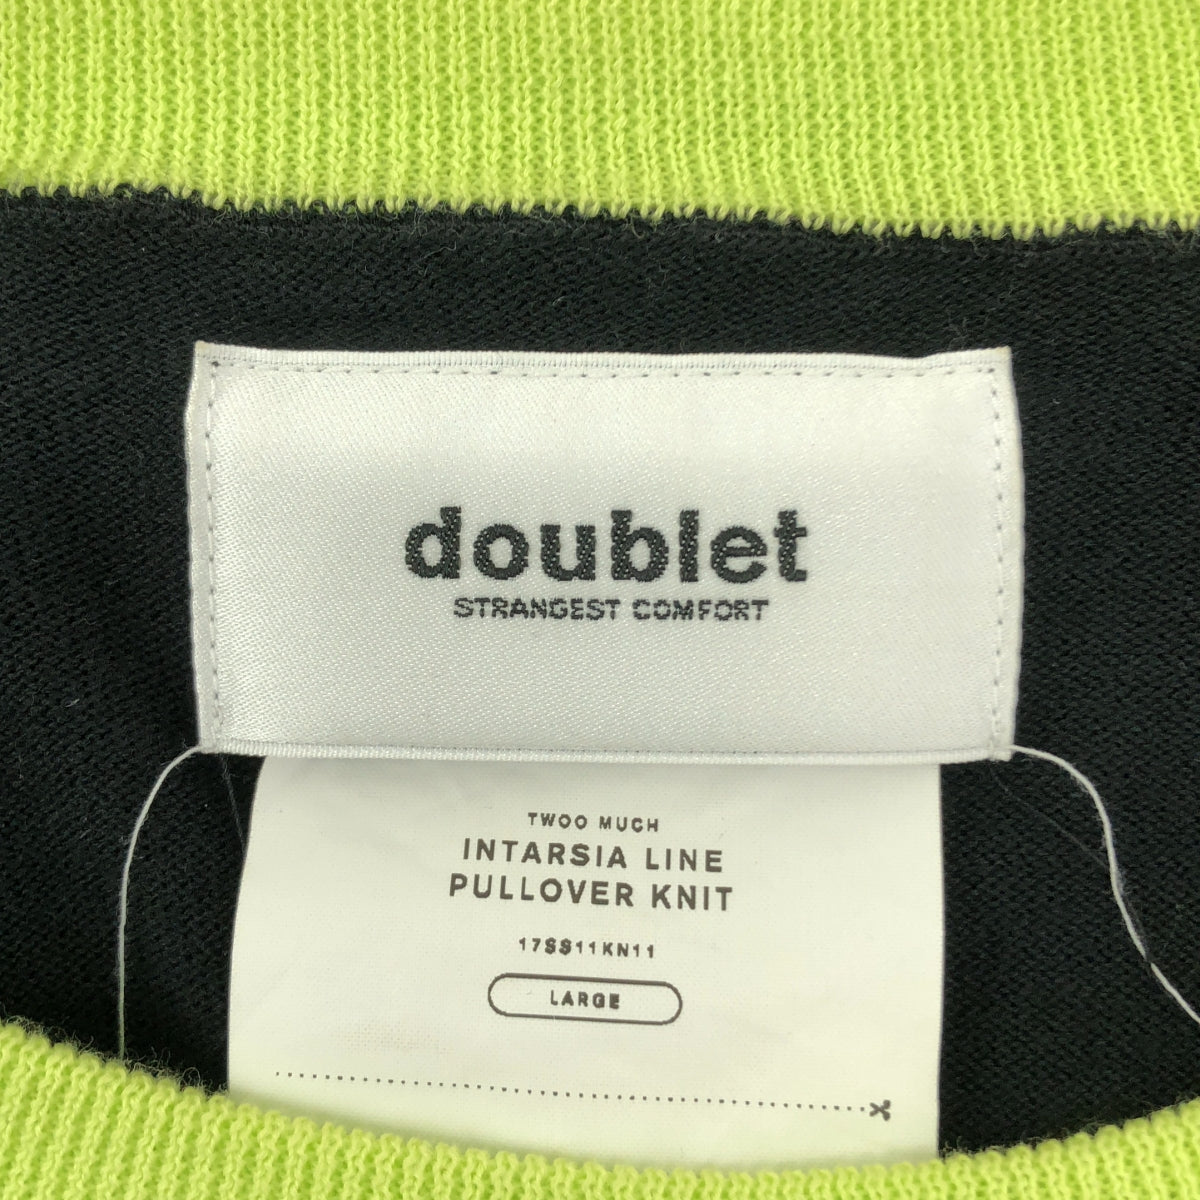 doublet
STRANGEST COMFORT
TWOO MUCH
INTARSIA LINE
PULLOVER KNIT
17SS11KN11
LARGE